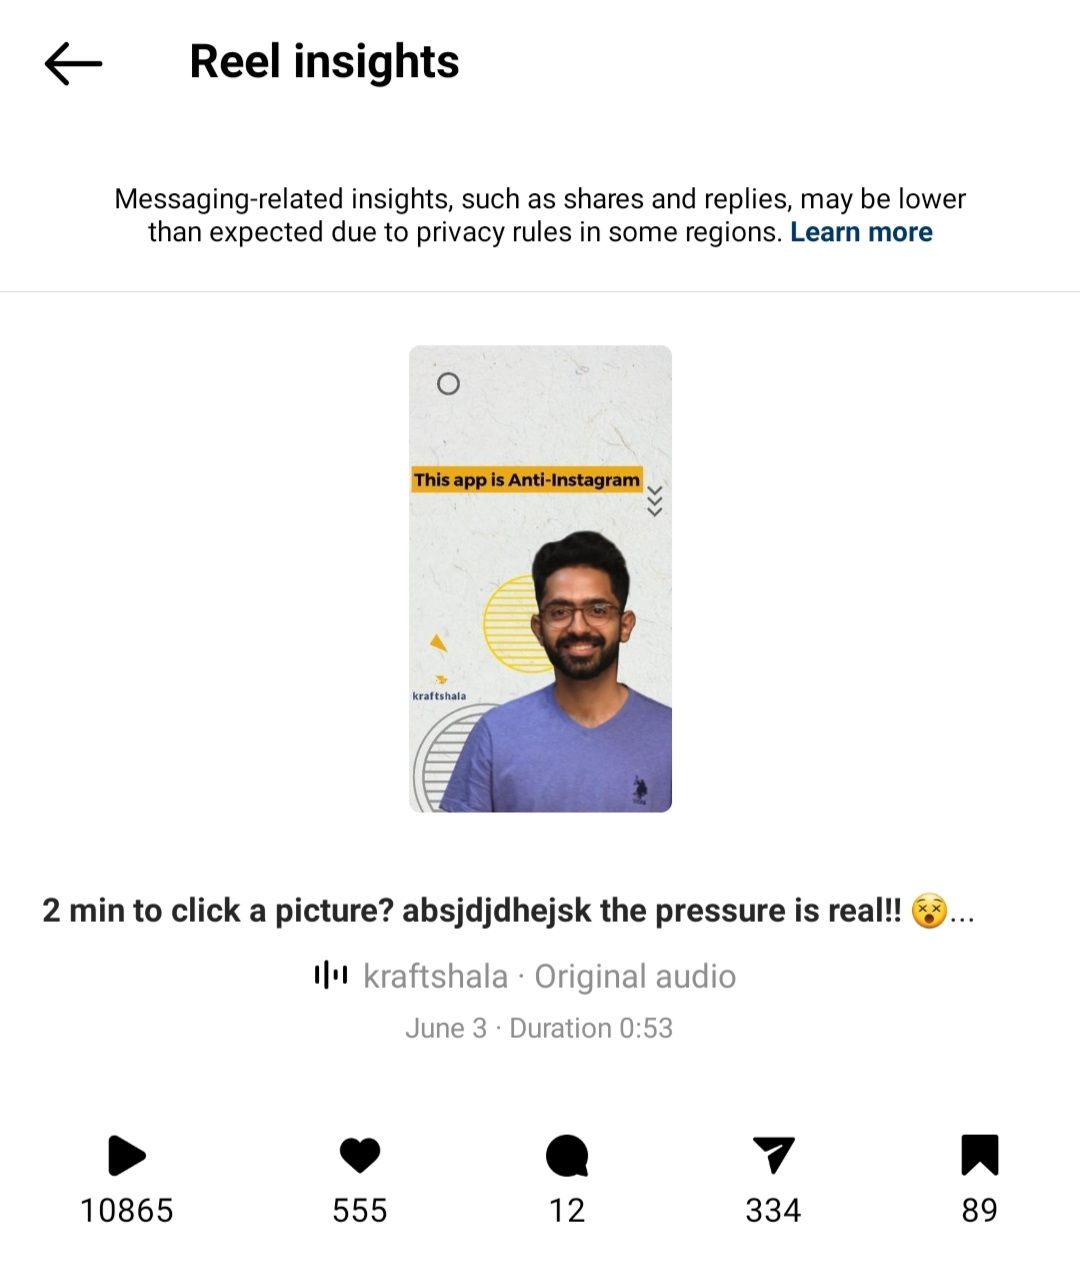 Reel insights
Messaging-related insights, such as shares and replies, may be lower
than expected due to privacy rules in some regions. Learn more
This app is Anti-Instagram
kraftshala
2 min to click a picture? absjdjdhejsk the pressure is real!! 😵...
kraftshala · Original audio
June 3 · Duration 0:53
10865 555 12 334 89